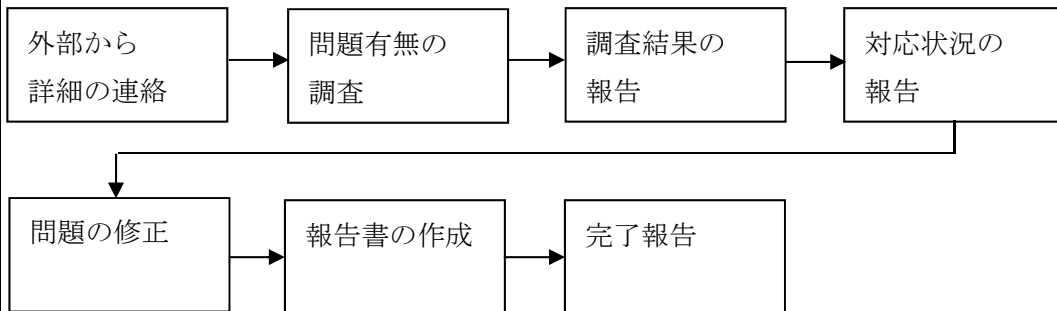 外部から
詳細の連絡
問題有無の
調査
調査結果の
報告
対応状況の
報告
問題の修正
報告書の作成
完了報告